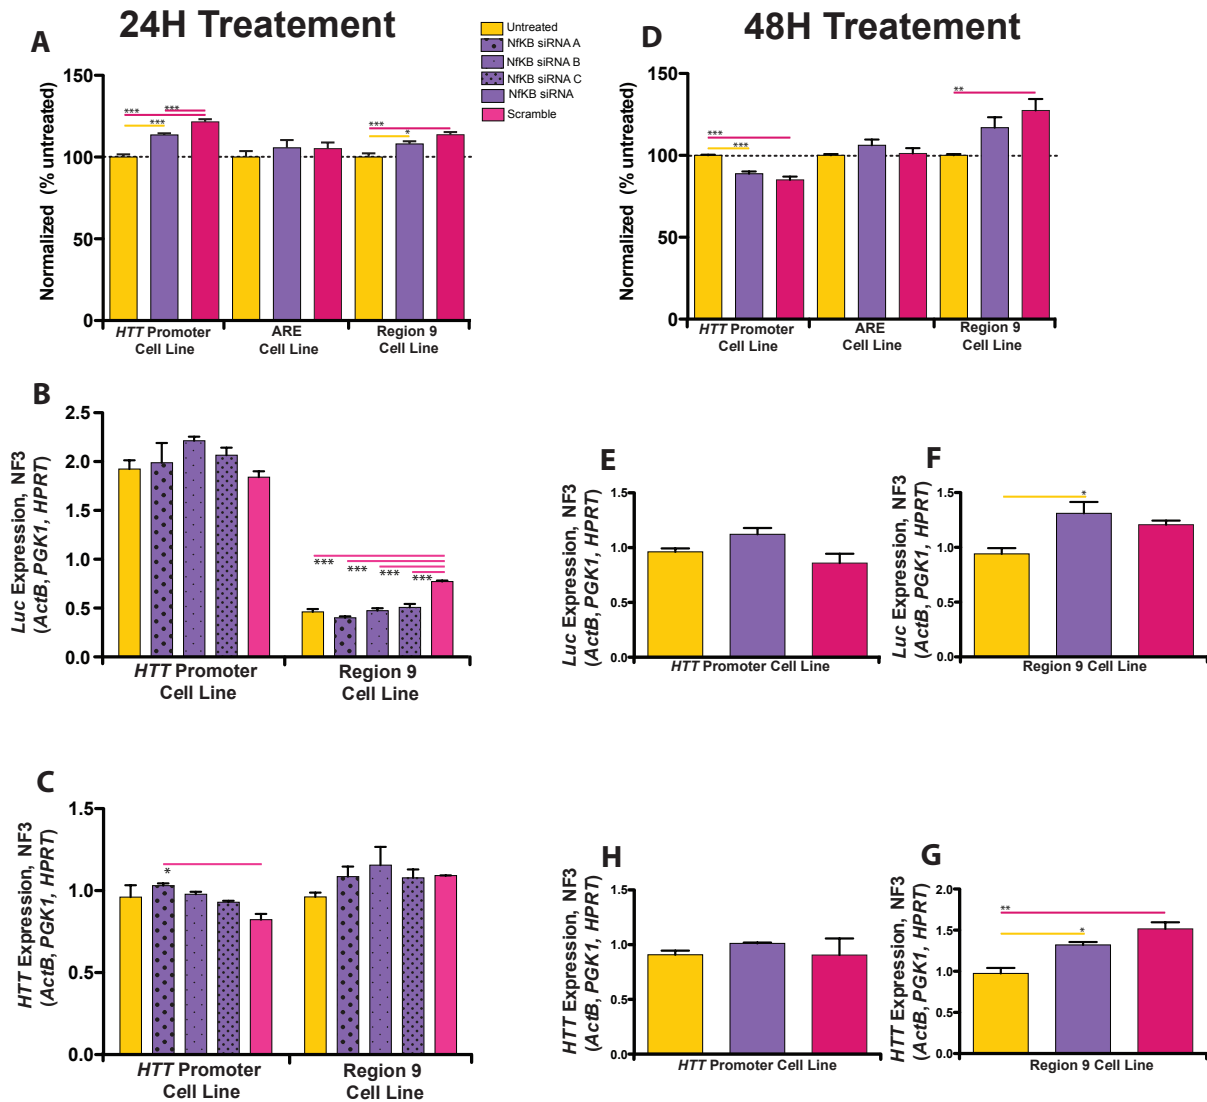 24H Treatement
48H Treatement
Untreated
NfKB siRNA A
NfKB siRNA B
NfKB siRNA C
NfKB siRNA
Scramble
A
Normalized (% untreated)
150
100
50
0
***
***
***
***
*
HTT Promoter
Cell Line
ARE
Cell Line
Region 9
Cell Line
D
Normalized (% untreated)
150
100
50
0
***
***
**
HTT Promoter
Cell Line
ARE
Cell Line
Region 9
Cell Line
B
Luc Expression, NF3
(ActB, PGK1, HPRT)
2.5
2.0
1.5
1.0
0.5
0.0
***
***
***
***
HTT Promoter
Cell Line
Region 9
Cell Line
E
Luc Expression, NF3
(ActB, PGK1, HPRT)
1.5
1.0
0.5
0.0
HTT Promoter Cell Line
F
Luc Expression, NF3
(ActB, PGK1, HPRT)
1.5
1.0
0.5
0.0
*
Region 9 Cell Line
C
HTT Expression, NF3
(ActB, PGK1, HPRT)
1.5
1.0
0.5
0.0
*
HTT Promoter
Cell Line
Region 9
Cell Line
H
HTT Expression, NF3
(ActB, PGK1, HPRT)
1.5
1.0
0.5
0.0
HTT Promoter Cell Line
G
HTT Expression, NF3
(ActB, PGK1, HPRT)
2.0
1.5
1.0
0.5
0.0
**
*
Region 9 Cell Line